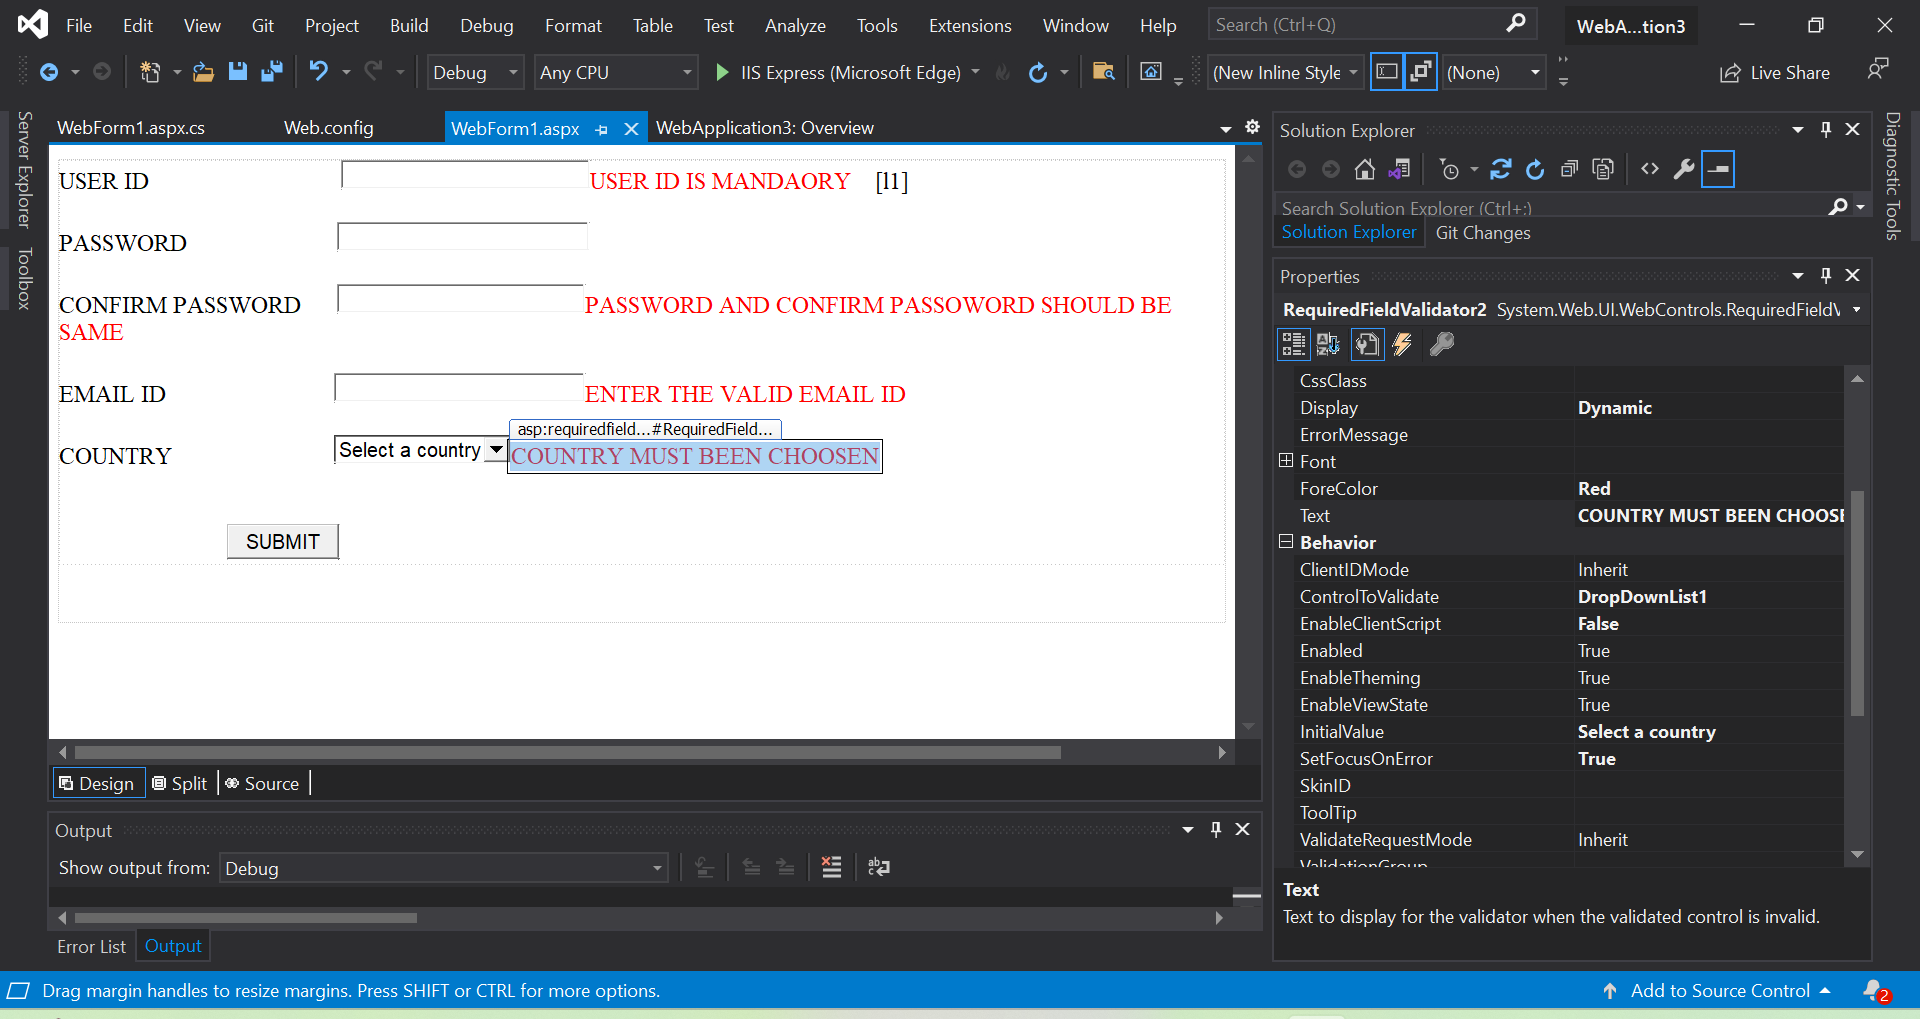 File Edit View Git Project Build Debug Format Table Test Analyze Tools Extensions Window Help Search (Ctrl+Q) WebA...tion3
Debug Any CPU IIS Express (Microsoft Edge) (New Inline Style (None) Live Share
Server Explorer
Toolbox
WebForm1.aspx.cs Web.config WebForm1.aspx WebApplication3: Overview
USER ID USER ID IS MANDAORY [l1]
PASSWORD
CONFIRM PASSWORD PASSWORD AND CONFIRM PASSOWORD SHOULD BE
SAME
EMAIL ID ENTER THE VALID EMAIL ID
asp:requiredfield...#RequiredField...
COUNTRY Select a country COUNTRY MUST BEEN CHOOSEN
SUBMIT
Design Split Source
Output
Show output from: Debug
Error List Output
Solution Explorer
Search Solution Explorer (Ctrl+;)
Solution Explorer Git Changes
Properties
RequiredFieldValidator2 System.Web.UI.WebControls.RequiredFieldV
CssClass
Display Dynamic
ErrorMessage
Font
ForeColor Red
Text COUNTRY MUST BEEN CHOOSE
Behavior
ClientIDMode Inherit
ControlToValidate DropDownList1
EnableClientScript False
Enabled True
EnableTheming True
EnableViewState True
InitialValue Select a country
SetFocusOnError True
SkinID
ToolTip
ValidateRequestMode Inherit
ValidationGroup
Text
Text to display for the validator when the validated control is invalid.
Diagnostic Tools
Drag margin handles to resize margins. Press SHIFT or CTRL for more options. Add to Source Control 2